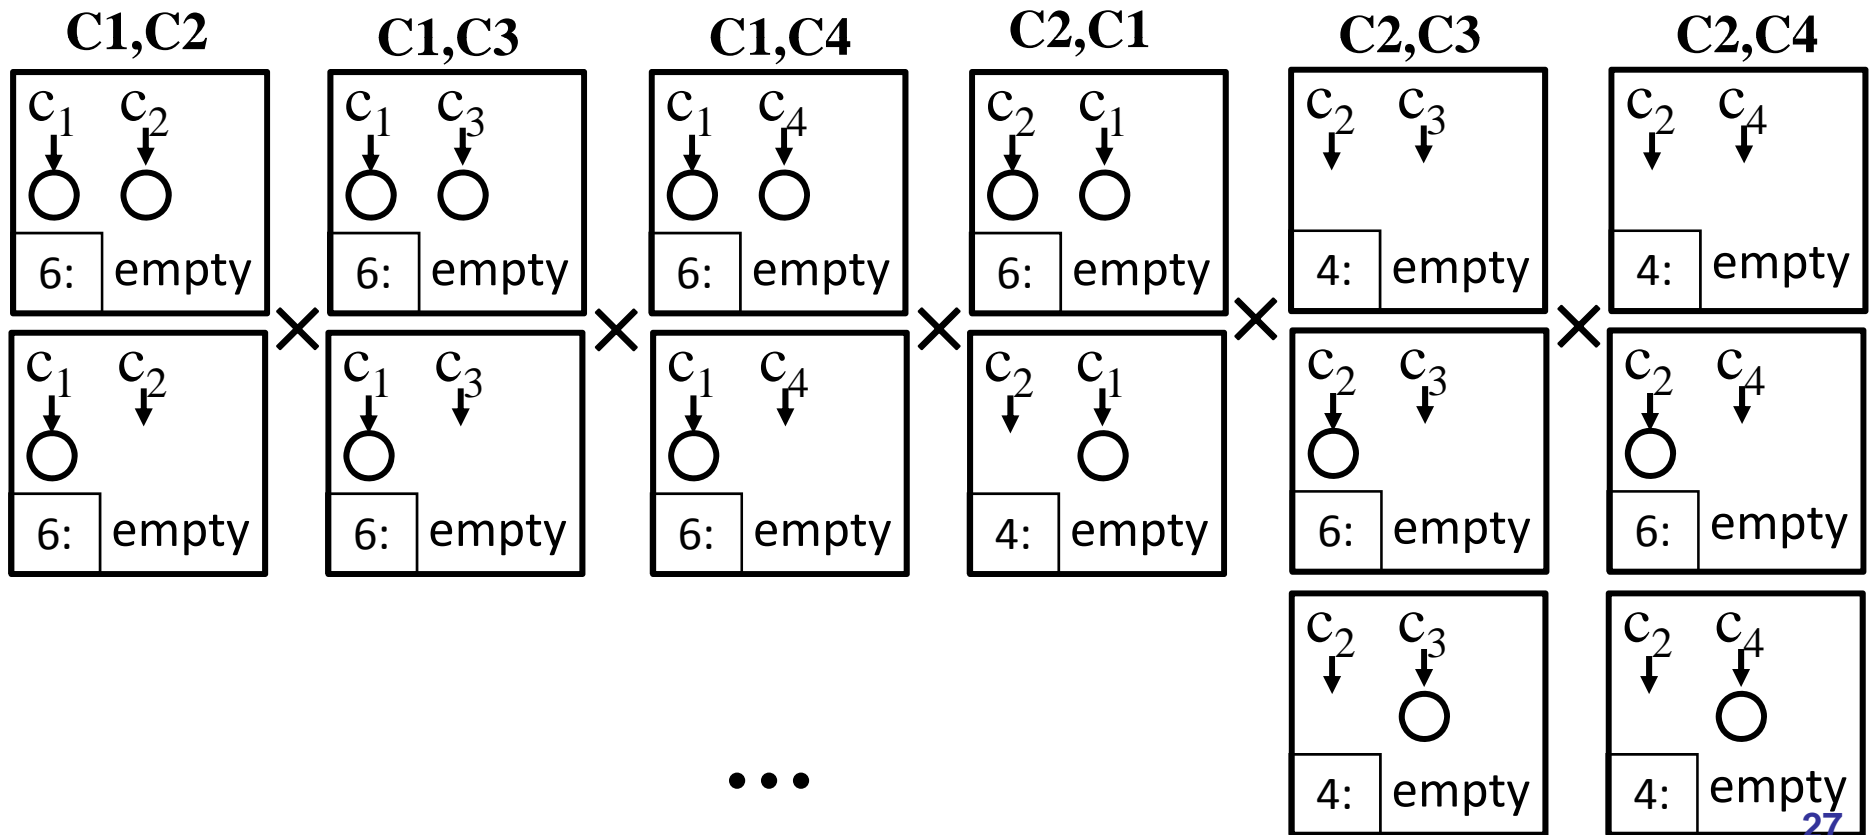 C1,C2 C1,C3 C1,C4 C2,C1 C2,C3 C2,C4
c1 c2 c1 c3 c1 c4 c2 c1 c2 c3 c2 c4
6: empty 6: empty 6: empty 6: empty 4: empty 4: empty
× × × × ×
c1 c2 c1 c3 c1 c4 c2 c1 c2 c3 c2 c4
6: empty 6: empty 6: empty 4: empty 6: empty 6: empty
c2 c3 c2 c4
... 4: empty 4: empty
27